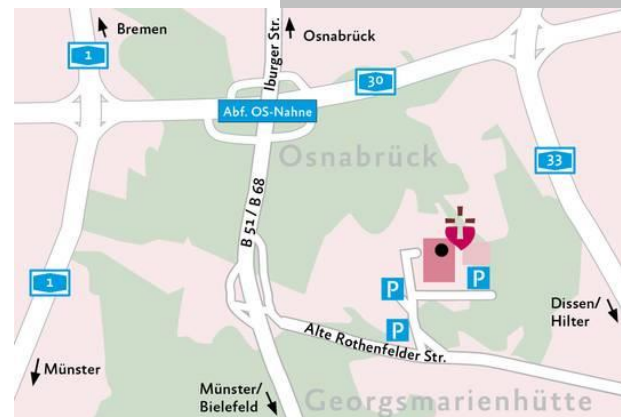 Bremen
Iburger Str.
Osnabrück
1
30
Abf. OS-Nahne
Osnabrück
33
B 51 / B 68
1
P
P
Dissen/
Hilter
P
Alte Rothenfelder Str.
Münster
Münster/
Bielefeld
Georgsmarienhütte